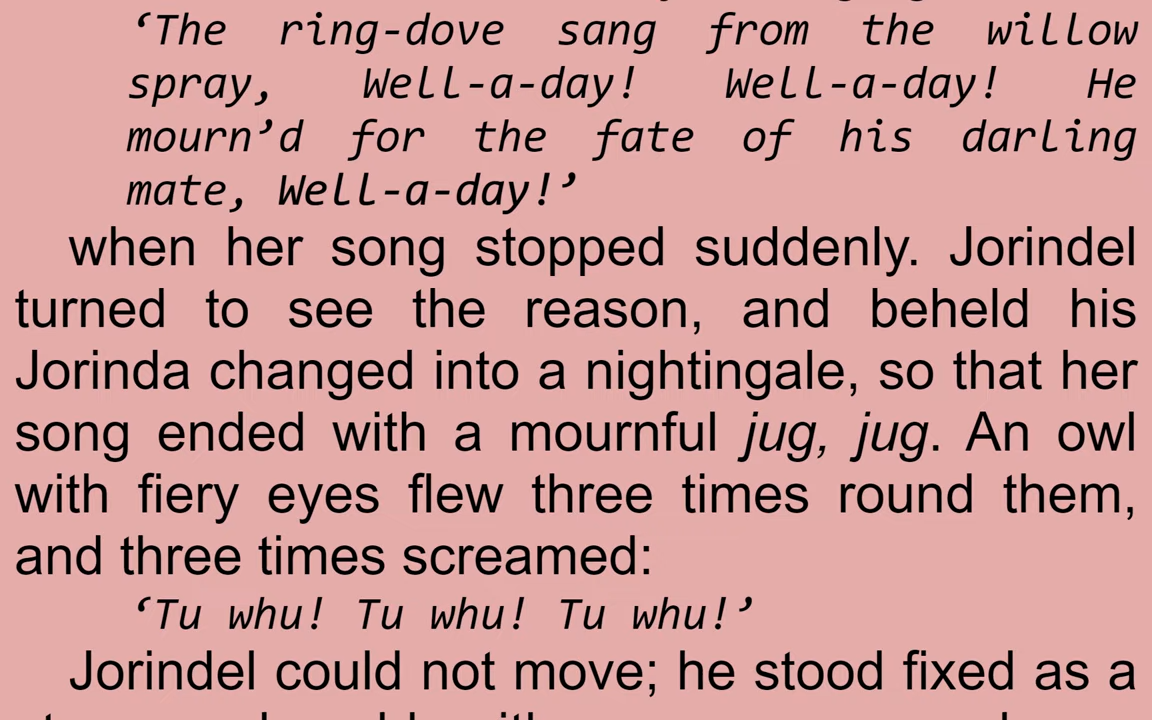 ‘The ring-dove sang from the willow
spray, Well-a-day! Well-a-day! He
mourn’d for the fate of his darling
mate, Well-a-day!’
when her song stopped suddenly. Jorindel
turned to see the reason, and beheld his
Jorinda changed into a nightingale, so that her
song ended with a mournful jug, jug. An owl
with fiery eyes flew three times round them,
and three times screamed:
‘Tu whu! Tu whu! Tu whu!’
Jorindel could not move; he stood fixed as a